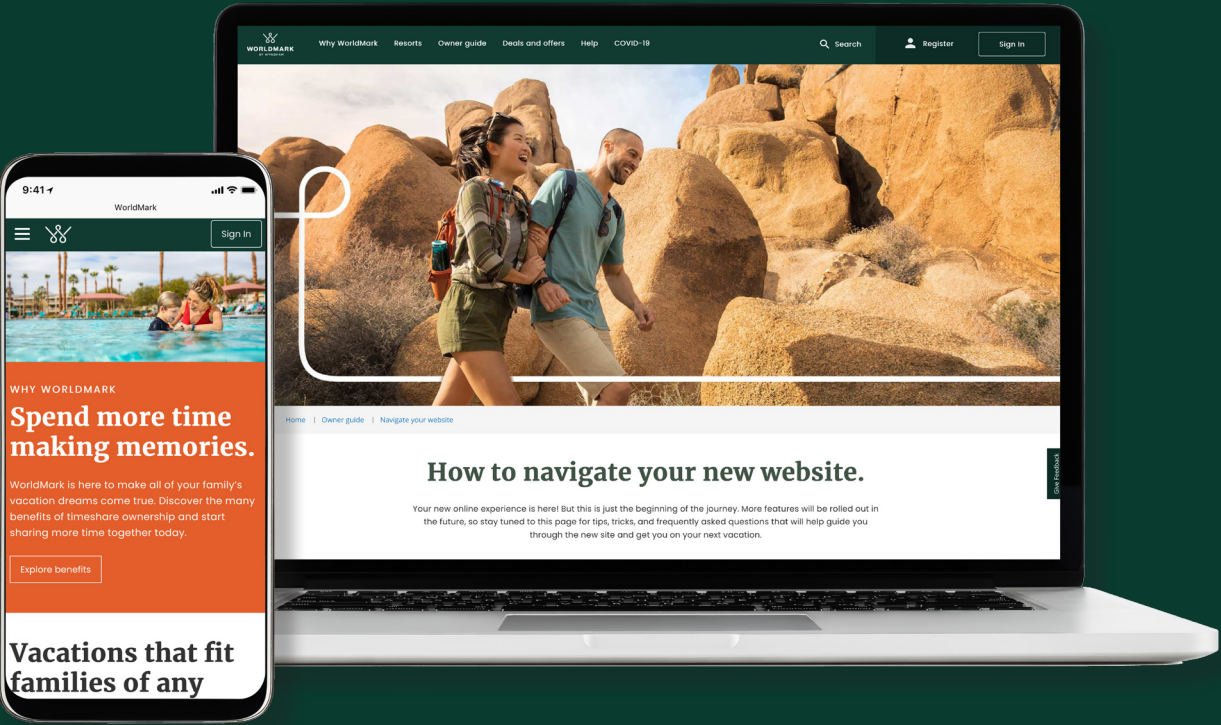 WORLDMARK
BY WYNDHAM
Why WorldMark
Resorts
Owner guide
Deals and offers
Help
COVID-19
Search
Register
Sign In
Home | Owner guide | Navigate your website
How to navigate your new website.
Your new online experience is here! But this is just the beginning of the journey. More features will be rolled out in
the future, so stay tuned to this page for tips, tricks, and frequently asked questions that will help guide you
through the new site and get you on your next vacation.
Give Feedback
9:41
WorldMark
Sign In
WHY WORLDMARK
Spend more time
making memories.
WorldMark is here to make all of your family's
vacation dreams come true. Discover the many
benefits of timeshare ownership and start
sharing more time together today.
Explore benefits
Vacations that fit
families of any